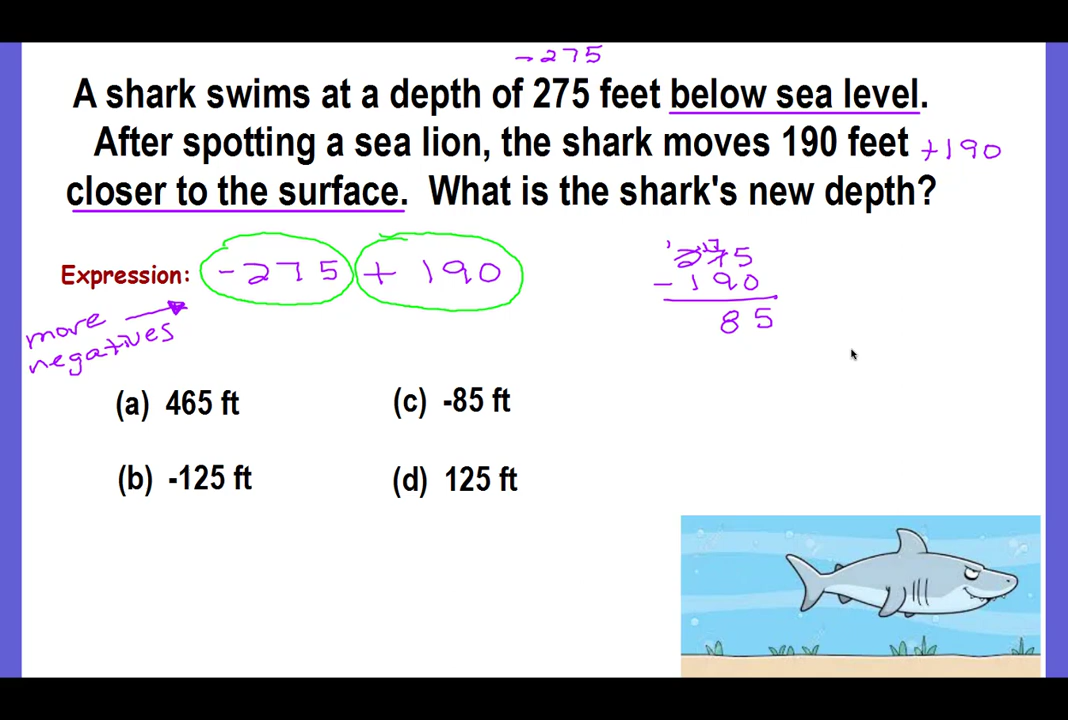 -275
A shark swims at a depth of 275 feet below sea level.
After spotting a sea lion, the shark moves 190 feet +190
closer to the surface. What is the shark's new depth?
Expression: -275 + 190
more
negatives
1 17
275
- 190
85
(a) 465 ft
(c) -85 ft
(b) -125 ft
(d) 125 ft